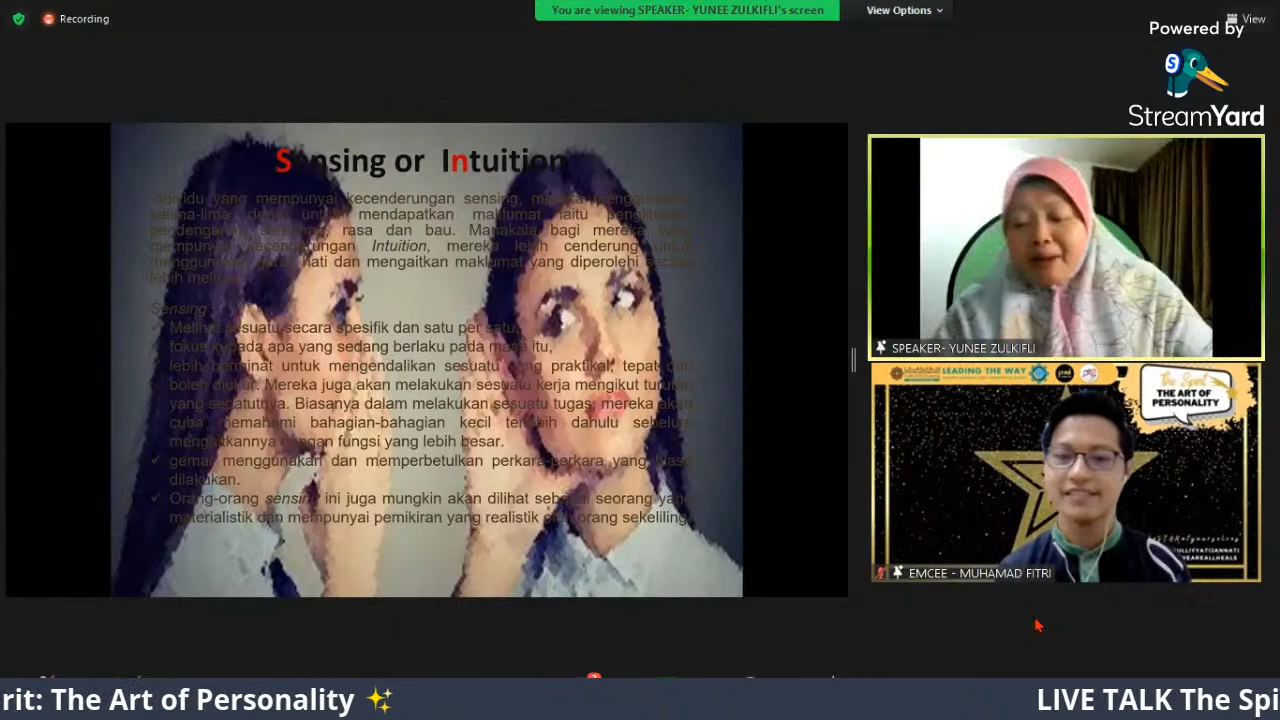 Recording
You are viewing SPEAKER- YUNEE ZULKIFLI's screen
View Options
View
Powered by
StreamYard
Sensing or Intuition
Individu yang mempunyai kecenderungan sensing, mereka
untuk mendapatkan maklumat iaitu
rasa dan bau. Manakala bagi mereka
kecenderungan Intuition, mereka lebih cenderung untuk
hati dan mengaitkan maklumat yang diperolehi secara
lebih
Sensing
Melihat sesuatu secara spesifik dan satu per satu.
fokus kepada apa yang sedang berlaku pada masa itu,
lebih berminat untuk mengendalikan sesuatu yang praktikal, tepat dan
boleh diukur. Mereka juga akan melakukan sesuatu kerja mengikut turutan
yang sepatutnya. Biasanya dalam melakukan sesuatu tugas, mereka akan
cuba memahami bahagian-bahagian kecil terlebih dahulu sebelum
mengaitkannya dengan fungsi yang lebih besar.
✓ gemar menggunakan dan memperbetulkan perkara-perkara yang biasa
dilakukan.
✓ Orang-orang sensing ini juga mungkin akan dilihat sebagai seorang yang
materialistik dan mempunyai pemikiran yang realistik oleh orang sekeliling.
SPEAKER- YUNEE ZULKIFLI
LEADING THE WAY
The Spirit
THE ART OF
PERSONALITY
EMCEE - MUHAMAD FITRI
rit: The Art of Personality ✨
LIVE TALK The Spi